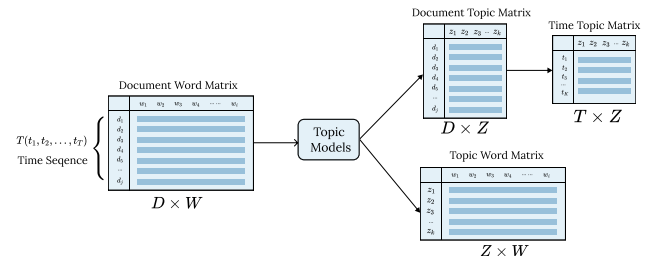 Document Topic Matrix
z₁ z₂ z₃ ·· zₖ
d₁
d₂
d₃
d₄
d₅
...
dⱼ
D × Z
Time Topic Matrix
z₁ z₂ z₃ ·· zₖ
t₁
t₂
t₃
...
t_K
T × Z
Document Word Matrix
w₁ w₂ w₃ w₄ ····· wᵢ
d₁
d₂
d₃
d₄
d₅
...
dⱼ
D × W
T(t₁, t₂, . . . , t_T)
Time Seqence
Topic
Models
Topic Word Matrix
w₁ w₂ w₃ w₄ ····· wᵢ
z₁
z₂
z₃
...
zₖ
Z × W